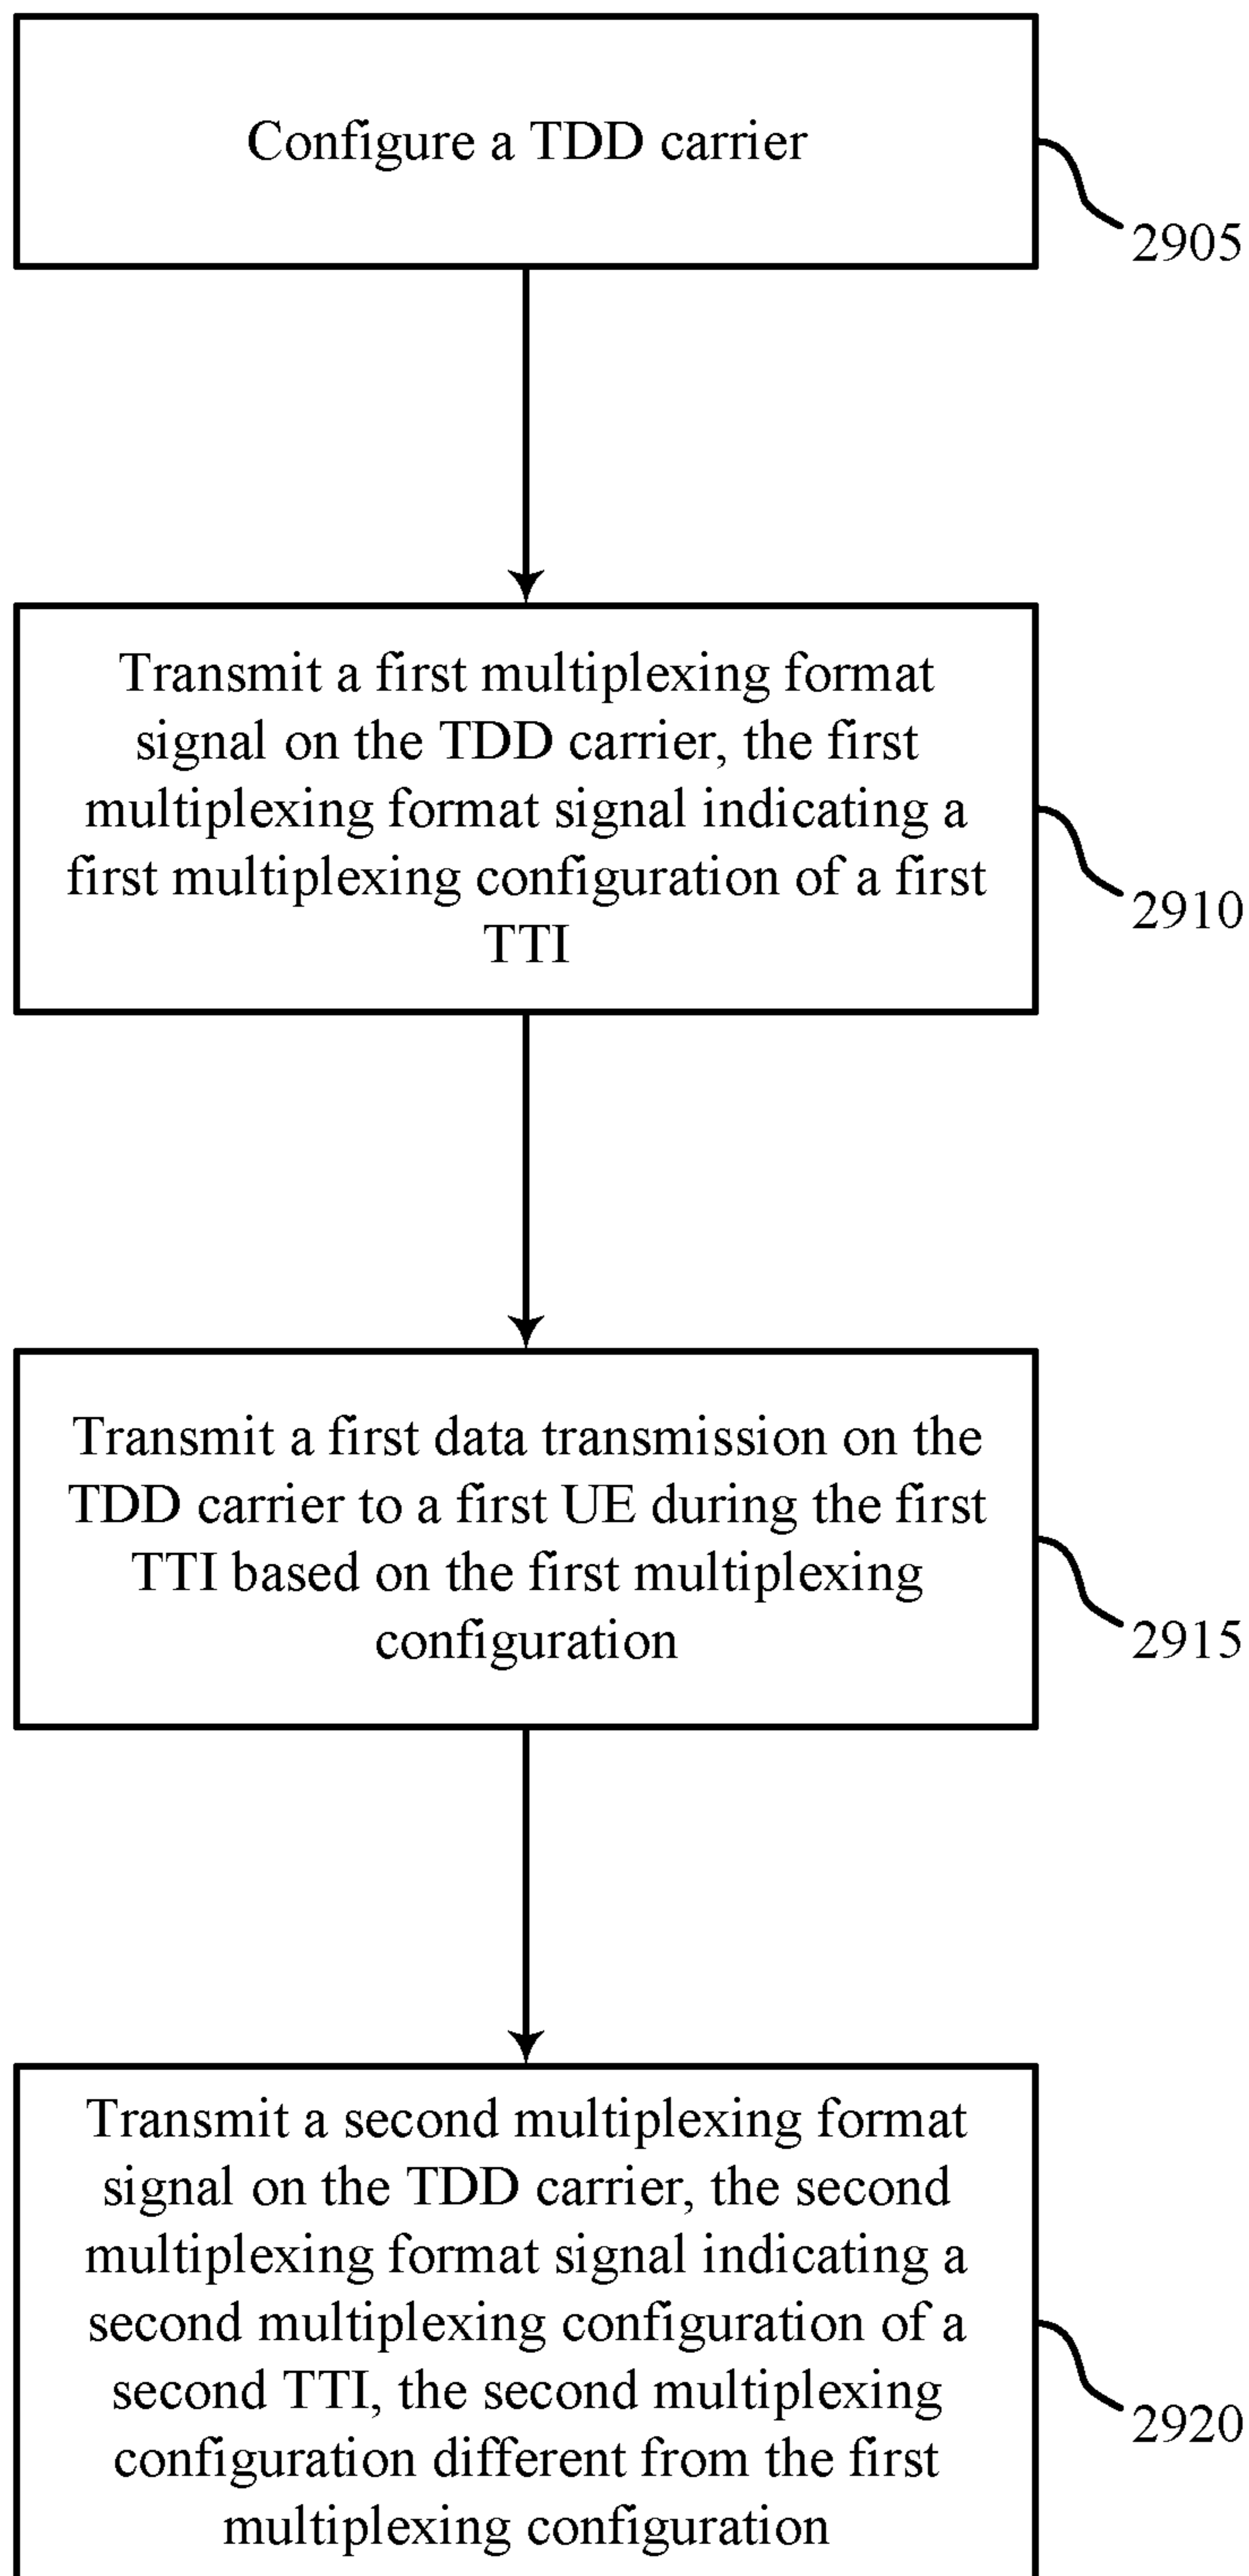 Configure a TDD carrier
2905
Transmit a first multiplexing format
signal on the TDD carrier, the first
multiplexing format signal indicating a
first multiplexing configuration of a first
TTI
2910
Transmit a first data transmission on the
TDD carrier to a first UE during the first
TTI based on the first multiplexing
configuration
2915
Transmit a second multiplexing format
signal on the TDD carrier, the second
multiplexing format signal indicating a
second multiplexing configuration of a
second TTI, the second multiplexing
configuration different from the first
multiplexing configuration
2920